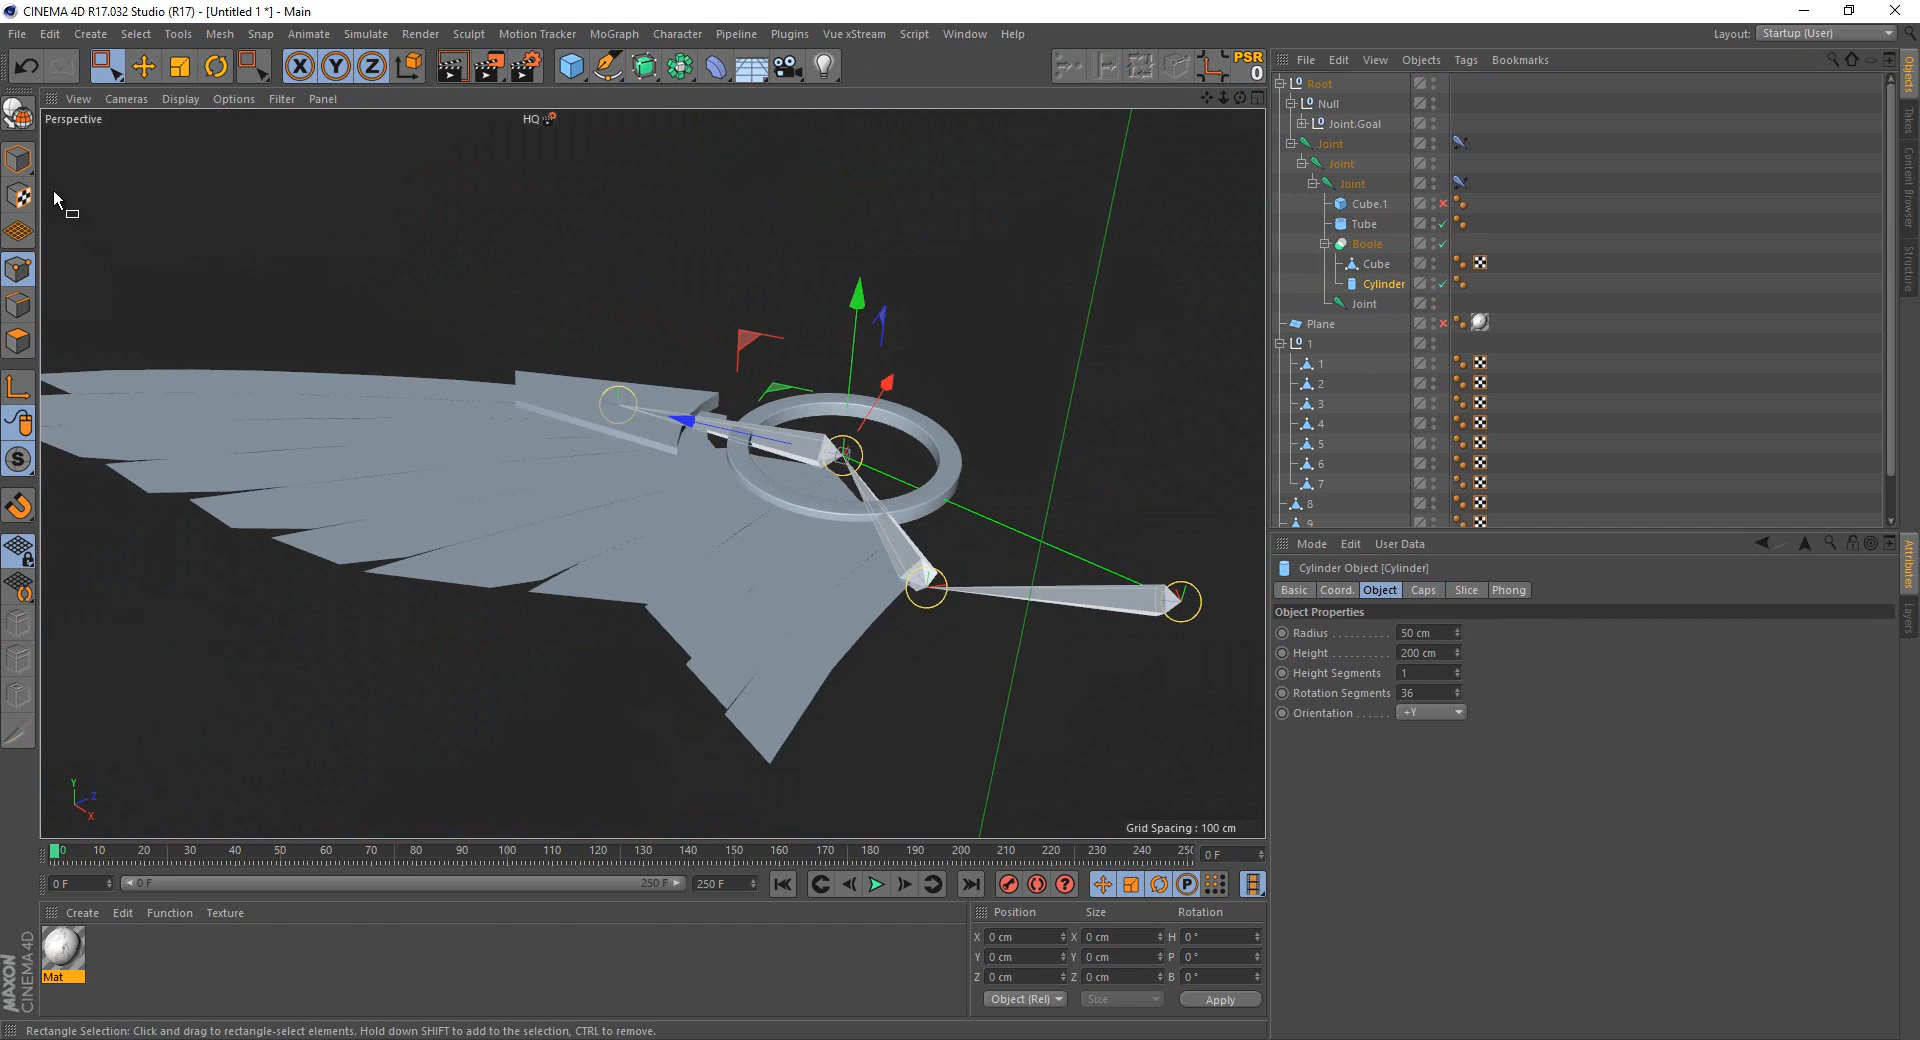 CINEMA 4D R17.032 Studio (R17) - [Untitled 1 *] - Main
File Edit Create Select Tools Mesh Snap Animate Simulate Render Sculpt Motion Tracker MoGraph Character Pipeline Plugins Vue xStream Script Window Help
Layout: Startup (User)
PSR
0
File Edit View Objects Tags Bookmarks
View Cameras Display Options Filter Panel
Perspective
HQ
Root
Null
Joint.Goal
Joint
Joint
Joint
Cube.1
Tube
Boole
Cube
Cylinder
Joint
Plane
1
1
2
3
4
5
6
7
8
9
Objects
Takes
Content Browser
Structure
Mode Edit User Data
Cylinder Object [Cylinder]
Basic Coord. Object Caps Slice Phong
Object Properties
Radius . . . . . . . . . 50 cm
Height . . . . . . . . . 200 cm
Height Segments 1
Rotation Segments 36
Orientation . . . . . . +Y
Attributes
Layers
Y
Z
X
Grid Spacing : 100 cm
0 10 20 30 40 50 60 70 80 90 100 110 120 130 140 150 160 170 180 190 200 210 220 230 240 250
0 F
0 F 0 F 250 F 250 F
Create Edit Function Texture
Mat
Position Size Rotation
X 0 cm X 0 cm H 0 °
Y 0 cm Y 0 cm P 0 °
Z 0 cm Z 0 cm B 0 °
Object (Rel) Size Apply
MAXON
CINEMA 4D
Rectangle Selection: Click and drag to rectangle-select elements. Hold down SHIFT to add to the selection, CTRL to remove.